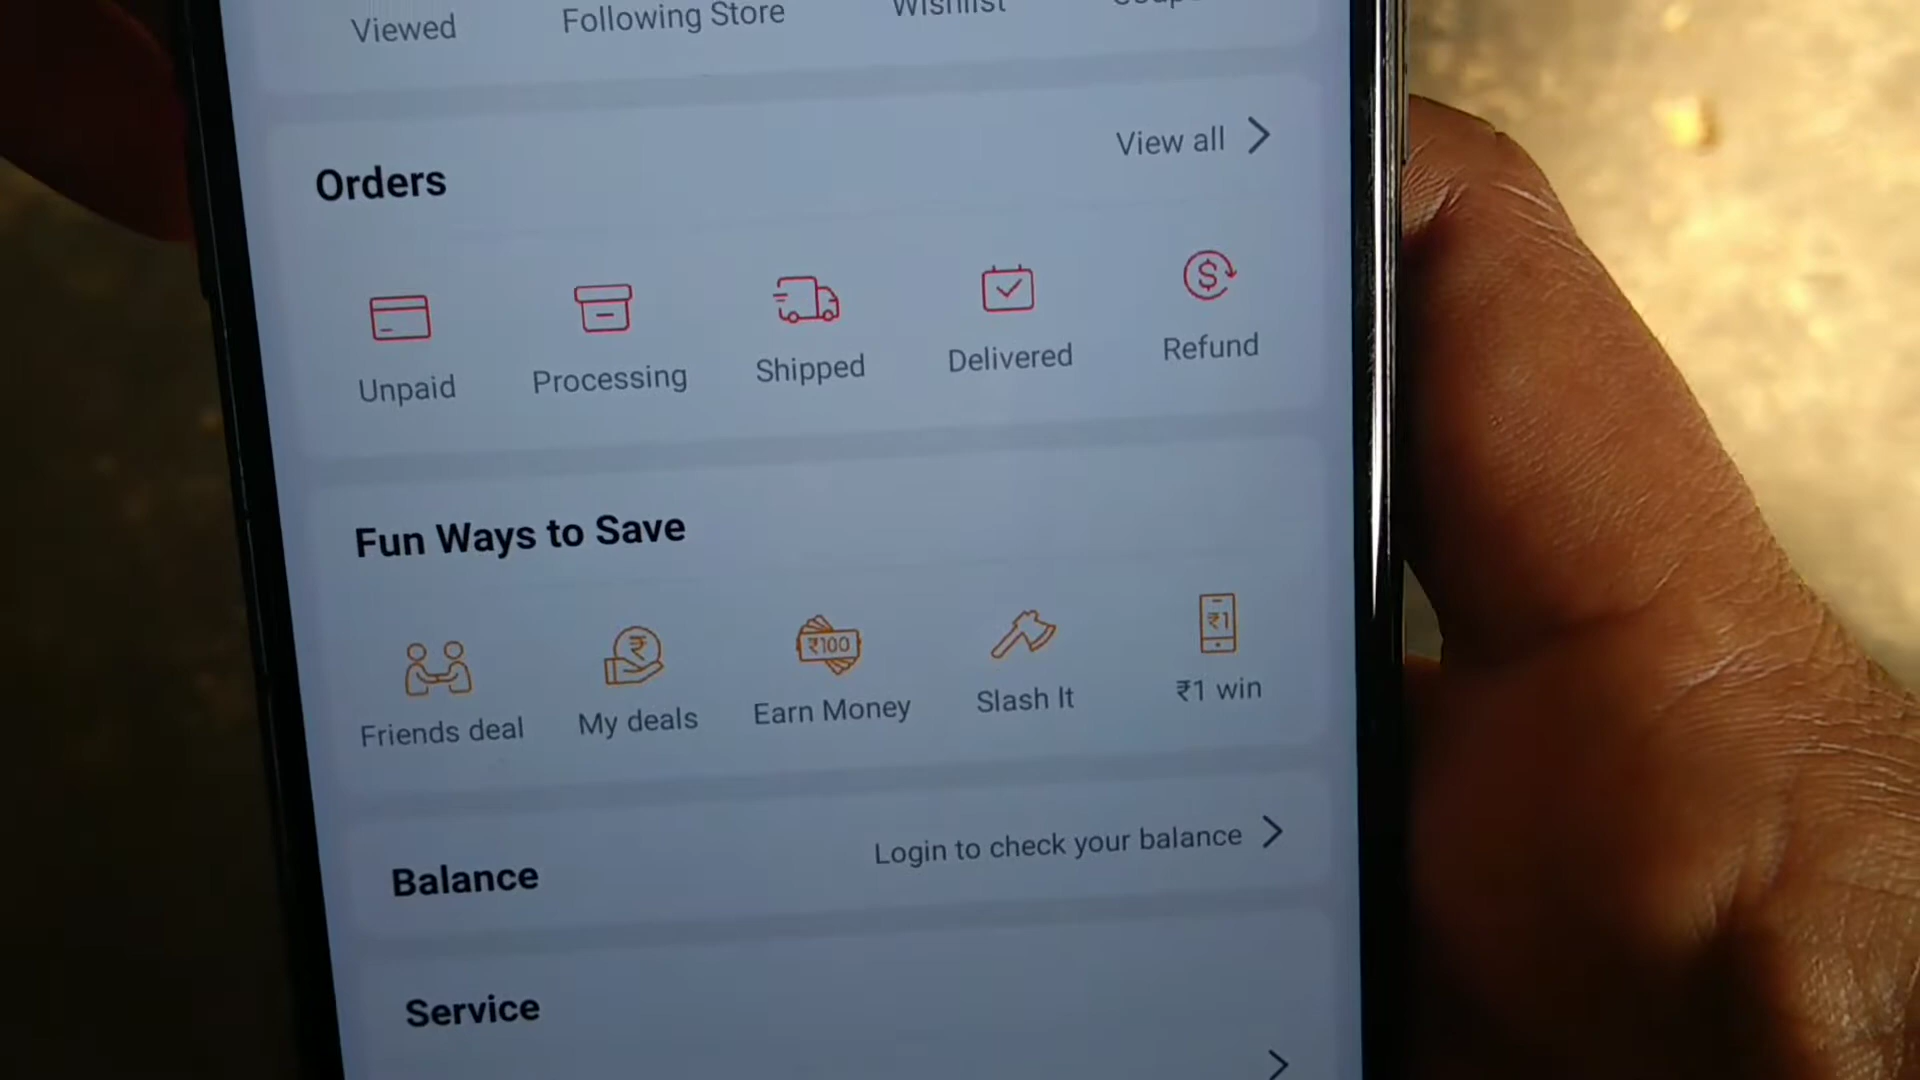 Viewed Following Store Wishlist
Orders View all
Unpaid Processing Shipped Delivered Refund
Fun Ways to Save
₹ ₹100 ₹1
Friends deal My deals Earn Money Slash It ₹1 win
Balance Login to check your balance
Service